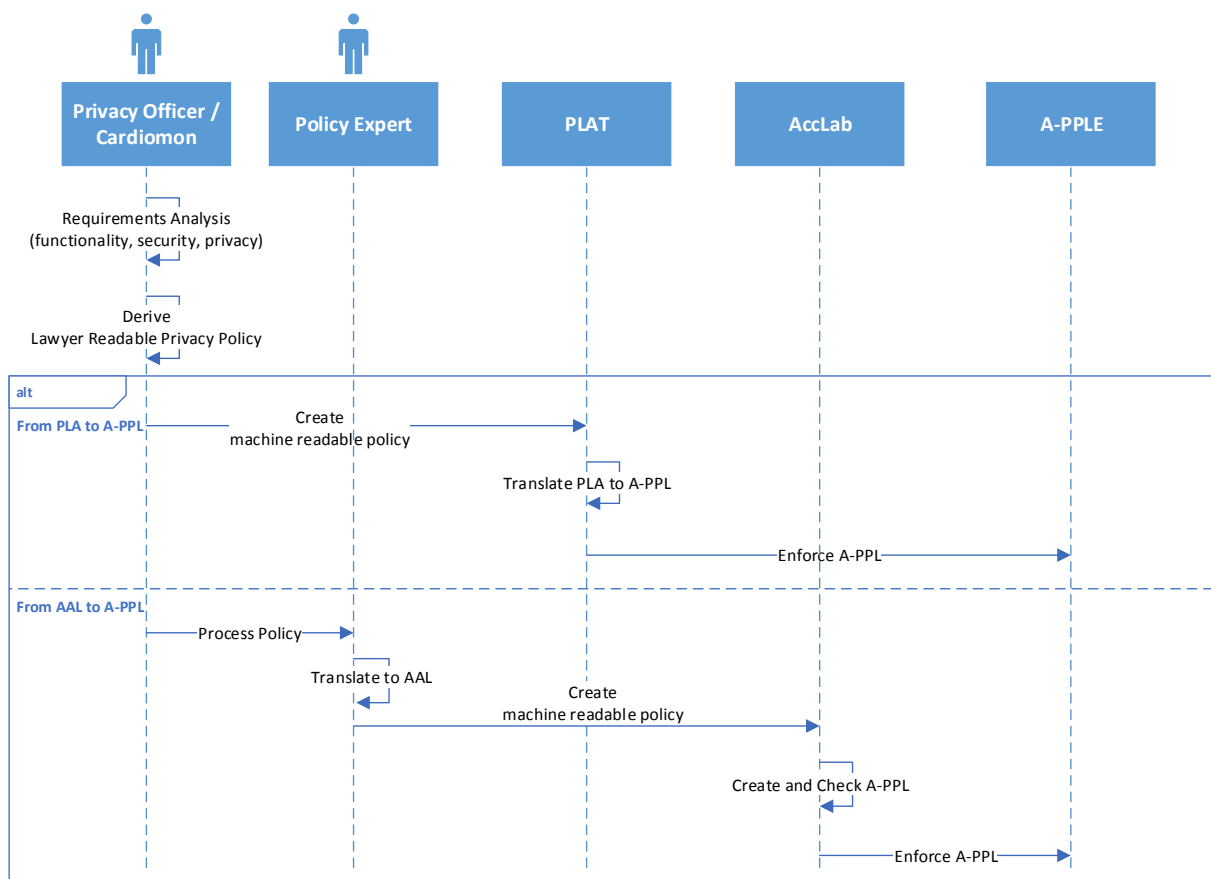 Privacy Officer /
Cardiomon
Policy Expert
PLAT
AccLab
A-PPLE
Requirements Analysis
(functionality, security, privacy)
Derive
Lawyer Readable Privacy Policy
alt
From PLA to A-PPL
Create
machine readable policy
Translate PLA to A-PPL
Enforce A-PPL
From AAL to A-PPL
Process Policy
Translate to AAL
Create
machine readable policy
Create and Check A-PPL
Enforce A-PPL